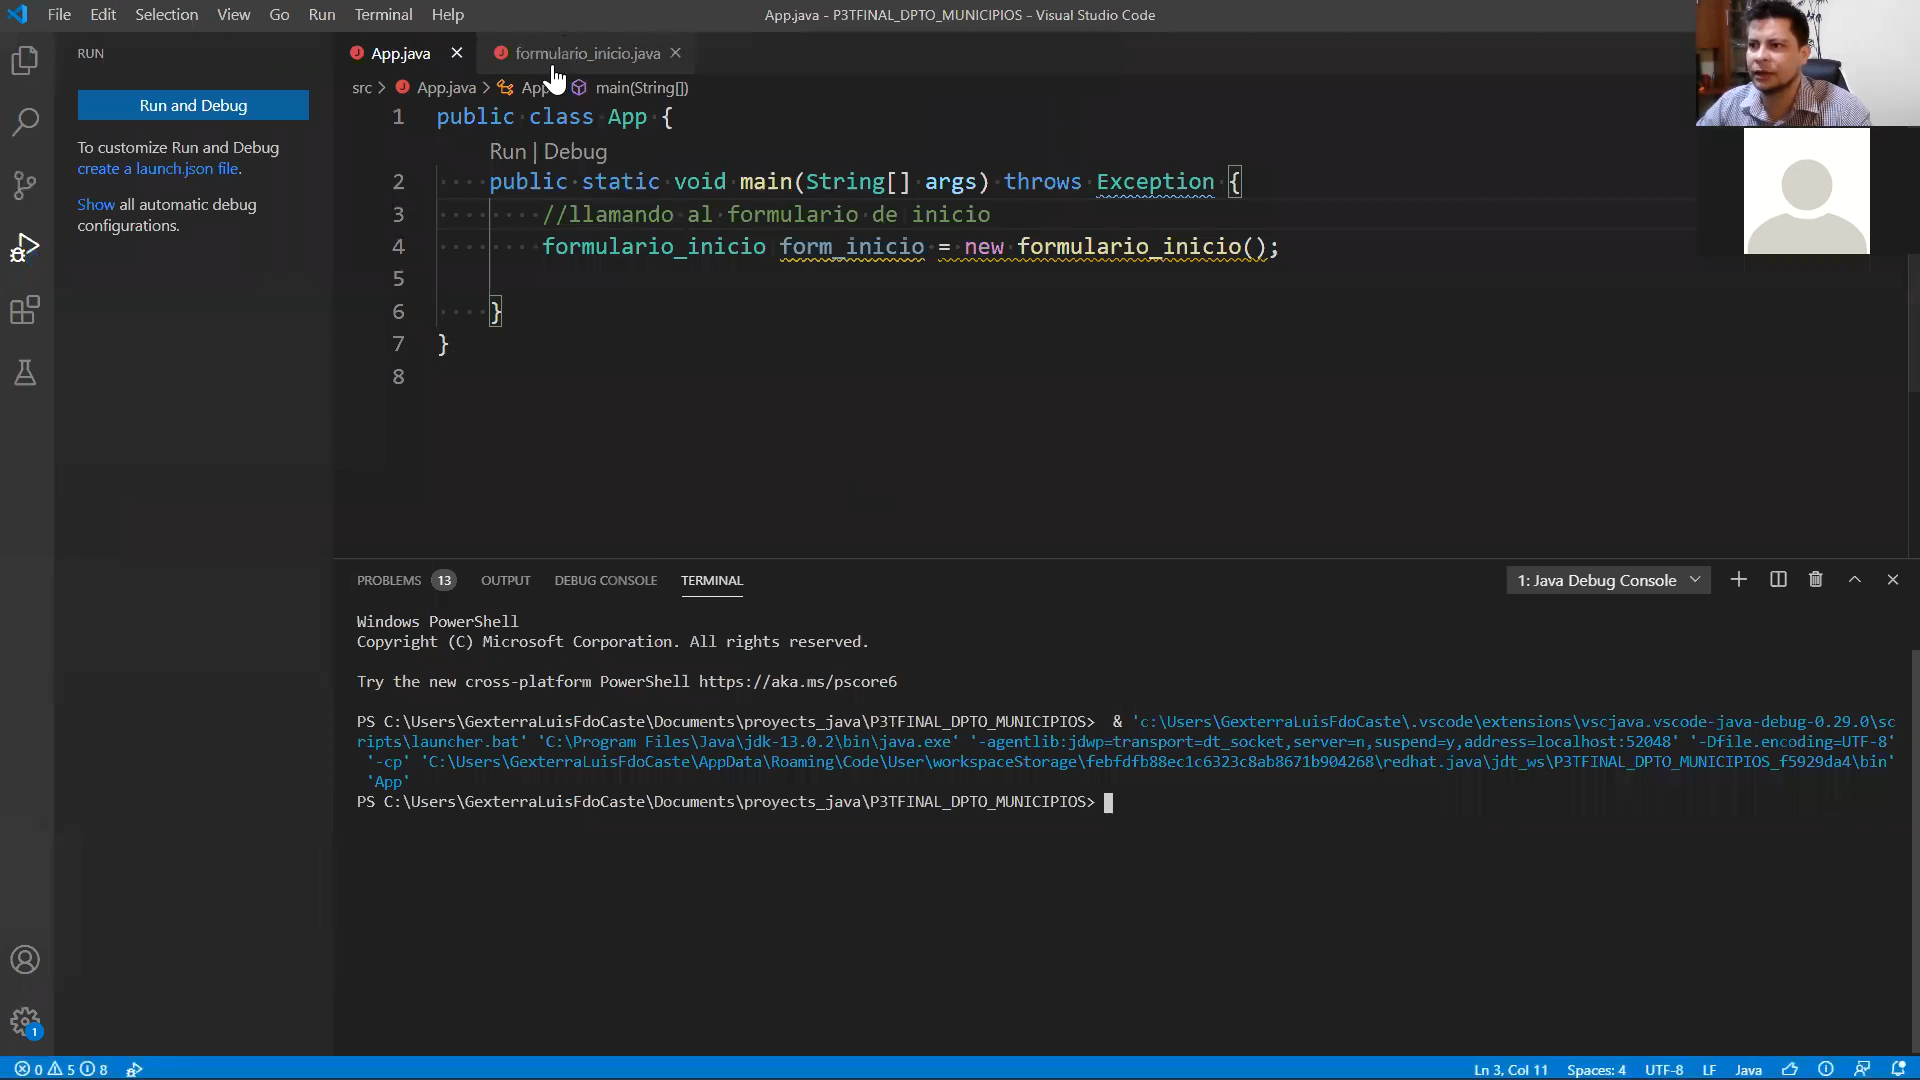 File Edit Selection View Go Run Terminal Help
App.java - P3TFINAL_DPTO_MUNICIPIOS - Visual Studio Code
RUN
Run and Debug
To customize Run and Debug
create a launch.json file.
Show all automatic debug
configurations.
App.java
formulario_inicio.java
src > App.java > App main(String[])
1 public class App {
Run | Debug
2 ····public·static·void·main(String[]·args)·throws·Exception·{
3 ········//llamando·al·formulario·de·inicio
4 ········formulario_inicio·form_inicio·=·new·formulario_inicio();
5
6 ····}
7 }
8
PROBLEMS 13 OUTPUT DEBUG CONSOLE TERMINAL
1: Java Debug Console
Windows PowerShell
Copyright (C) Microsoft Corporation. All rights reserved.
Try the new cross-platform PowerShell https://aka.ms/pscore6
PS C:\Users\GexterraLuisFdoCaste\Documents\proyects_java\P3TFINAL_DPTO_MUNICIPIOS> & 'c:\Users\GexterraLuisFdoCaste\.vscode\extensions\vscjava.vscode-java-debug-0.29.0\sc
ripts\launcher.bat' 'C:\Program Files\Java\jdk-13.0.2\bin\java.exe' '-agentlib:jdwp=transport=dt_socket,server=n,suspend=y,address=localhost:52048' '-Dfile.encoding=UTF-8'
'-cp' 'C:\Users\GexterraLuisFdoCaste\AppData\Roaming\Code\User\workspaceStorage\febfdfb88ec1c6323c8ab8671b904268\redhat.java\jdt_ws\P3TFINAL_DPTO_MUNICIPIOS_f5929da4\bin'
'App'
PS C:\Users\GexterraLuisFdoCaste\Documents\proyects_java\P3TFINAL_DPTO_MUNICIPIOS>
1
0 5 8
Ln 3, Col 11 Spaces: 4 UTF-8 LF Java